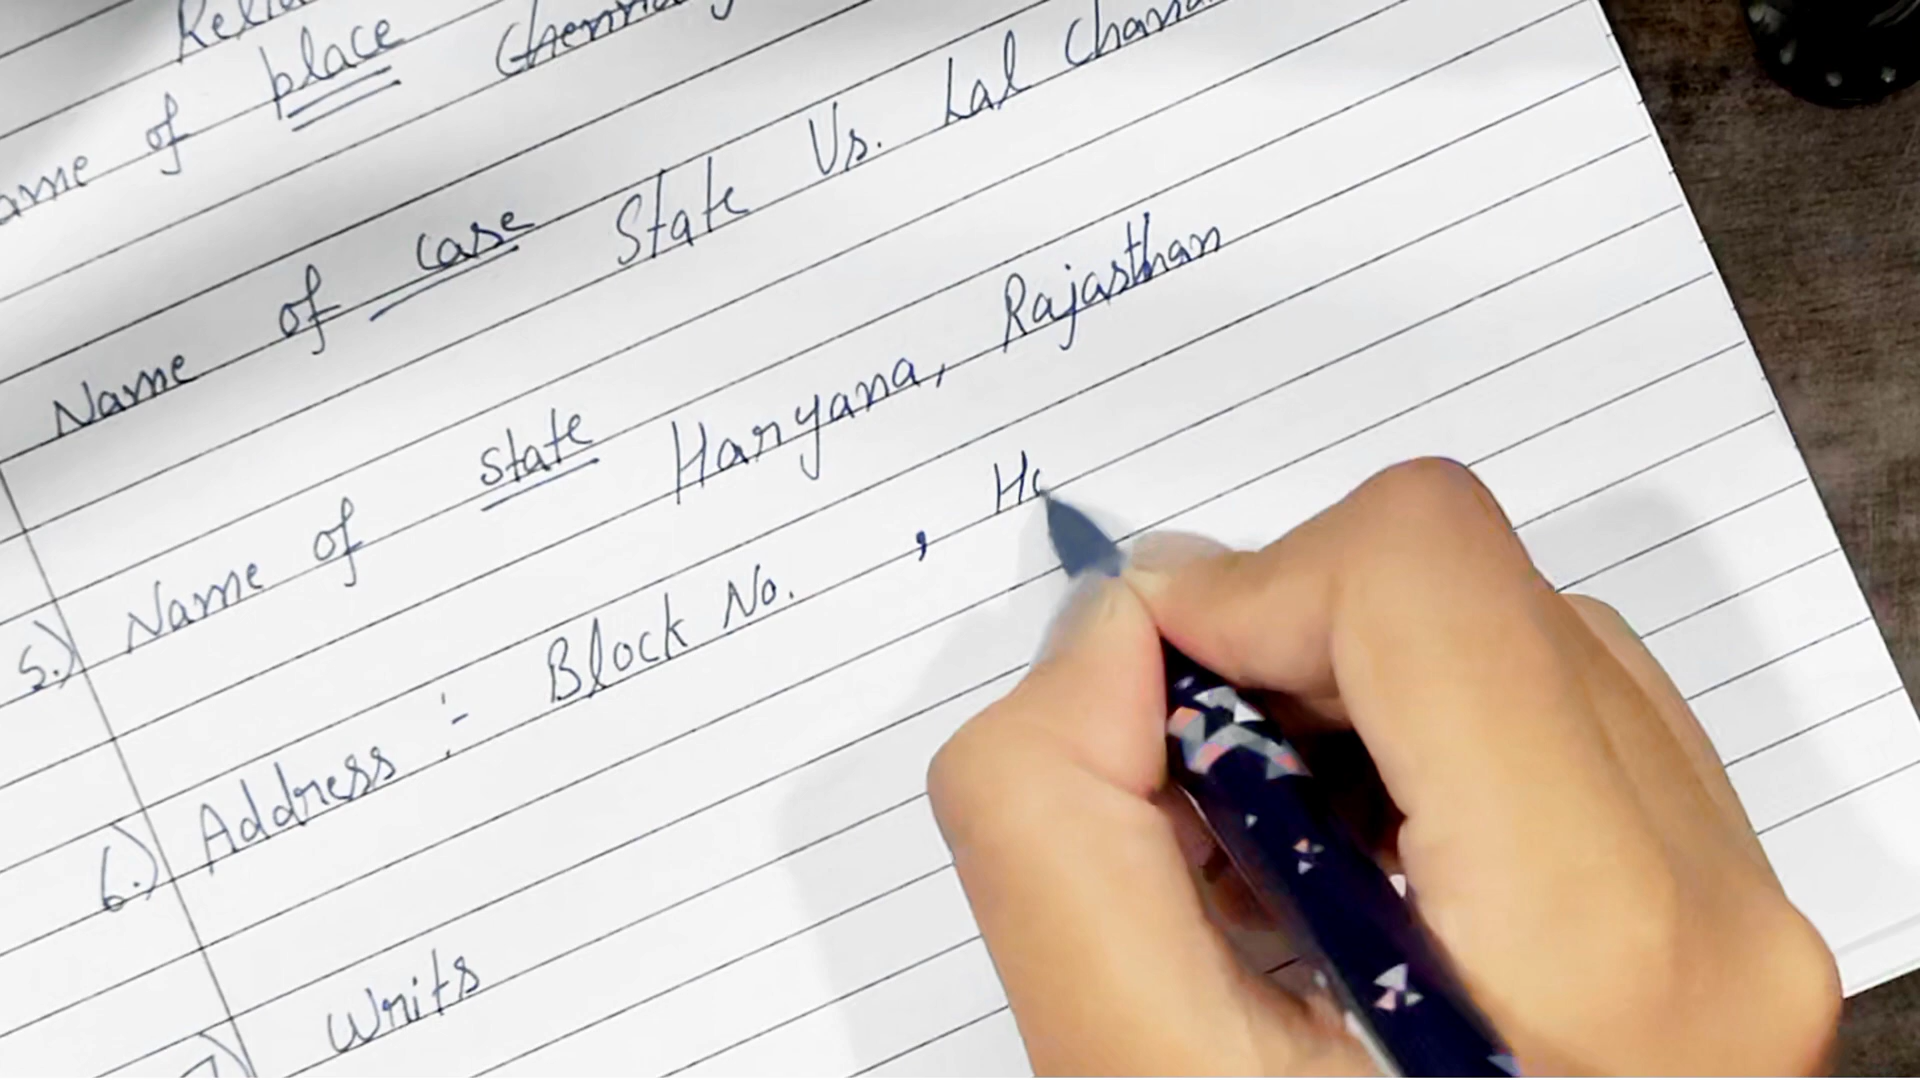 of place
Name of case State Vs. Lal
5.) Name of state Haryana, Rajasthan
6.) Address :- Block No. , H
7) Writs